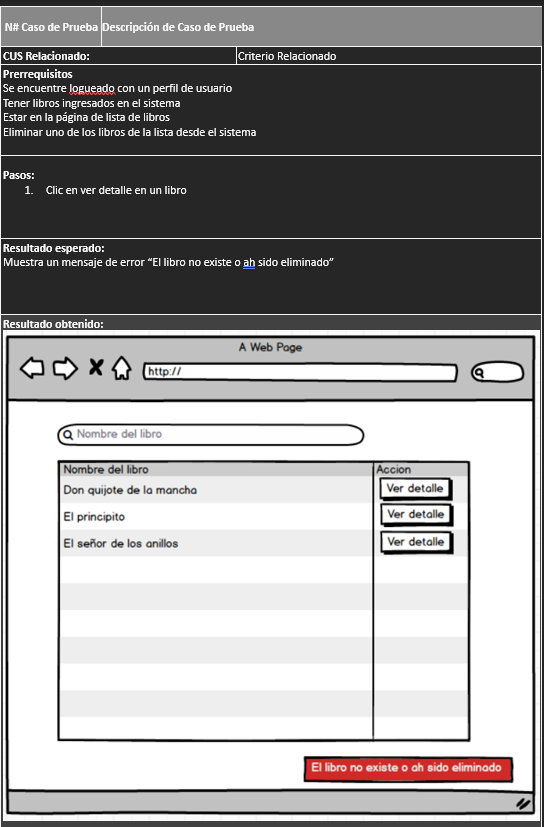 N# Caso de Prueba Descripción de Caso de Prueba
CUS Relacionado: Criterio Relacionado
Prerrequisitos
Se encuentre logueado con un perfil de usuario
Tener libros ingresados en el sistema
Estar en la página de lista de libros
Eliminar uno de los libros de la lista desde el sistema
Pasos:
1. Clic en ver detalle en un libro
Resultado esperado:
Muestra un mensaje de error “El libro no existe o ah sido eliminado”
Resultado obtenido:
A Web Page
http://
Nombre del libro
Nombre del libro Accion
Don quijote de la mancha Ver detalle
El principito Ver detalle
El señor de los anillos Ver detalle
El libro no existe o ah sido eliminado